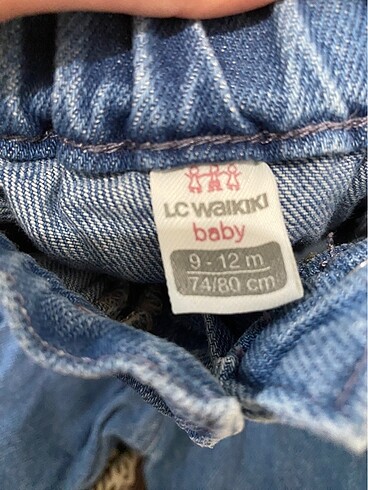 LC WAIKIKI
baby
9 - 12 m
74/80 cm